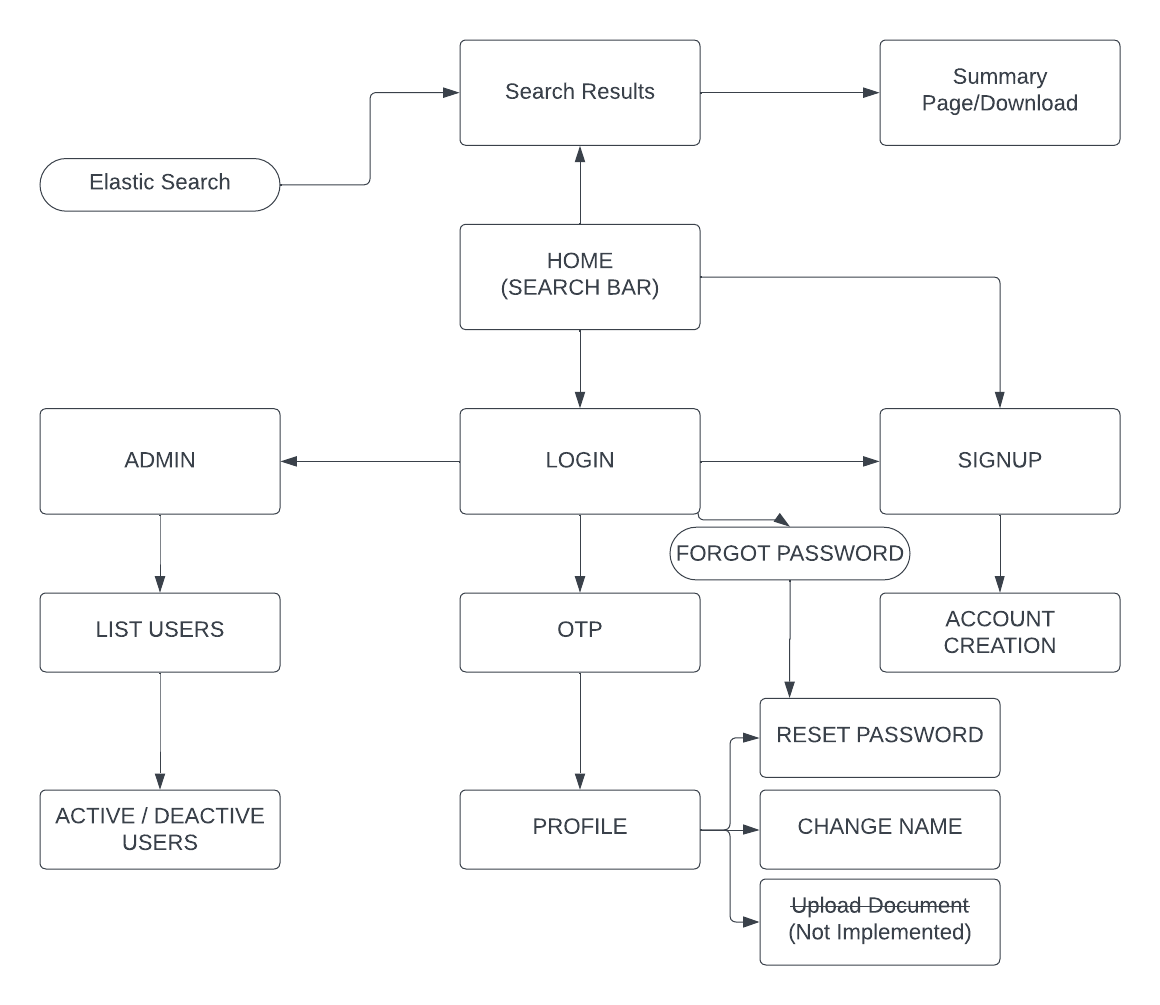 Search Results
Summary
Page/Download
Elastic Search
HOME
(SEARCH BAR)
ADMIN
LOGIN
SIGNUP
FORGOT PASSWORD
LIST USERS
OTP
ACCOUNT
CREATION
RESET PASSWORD
ACTIVE / DEACTIVE
USERS
PROFILE
CHANGE NAME
Upload Document
(Not Implemented)